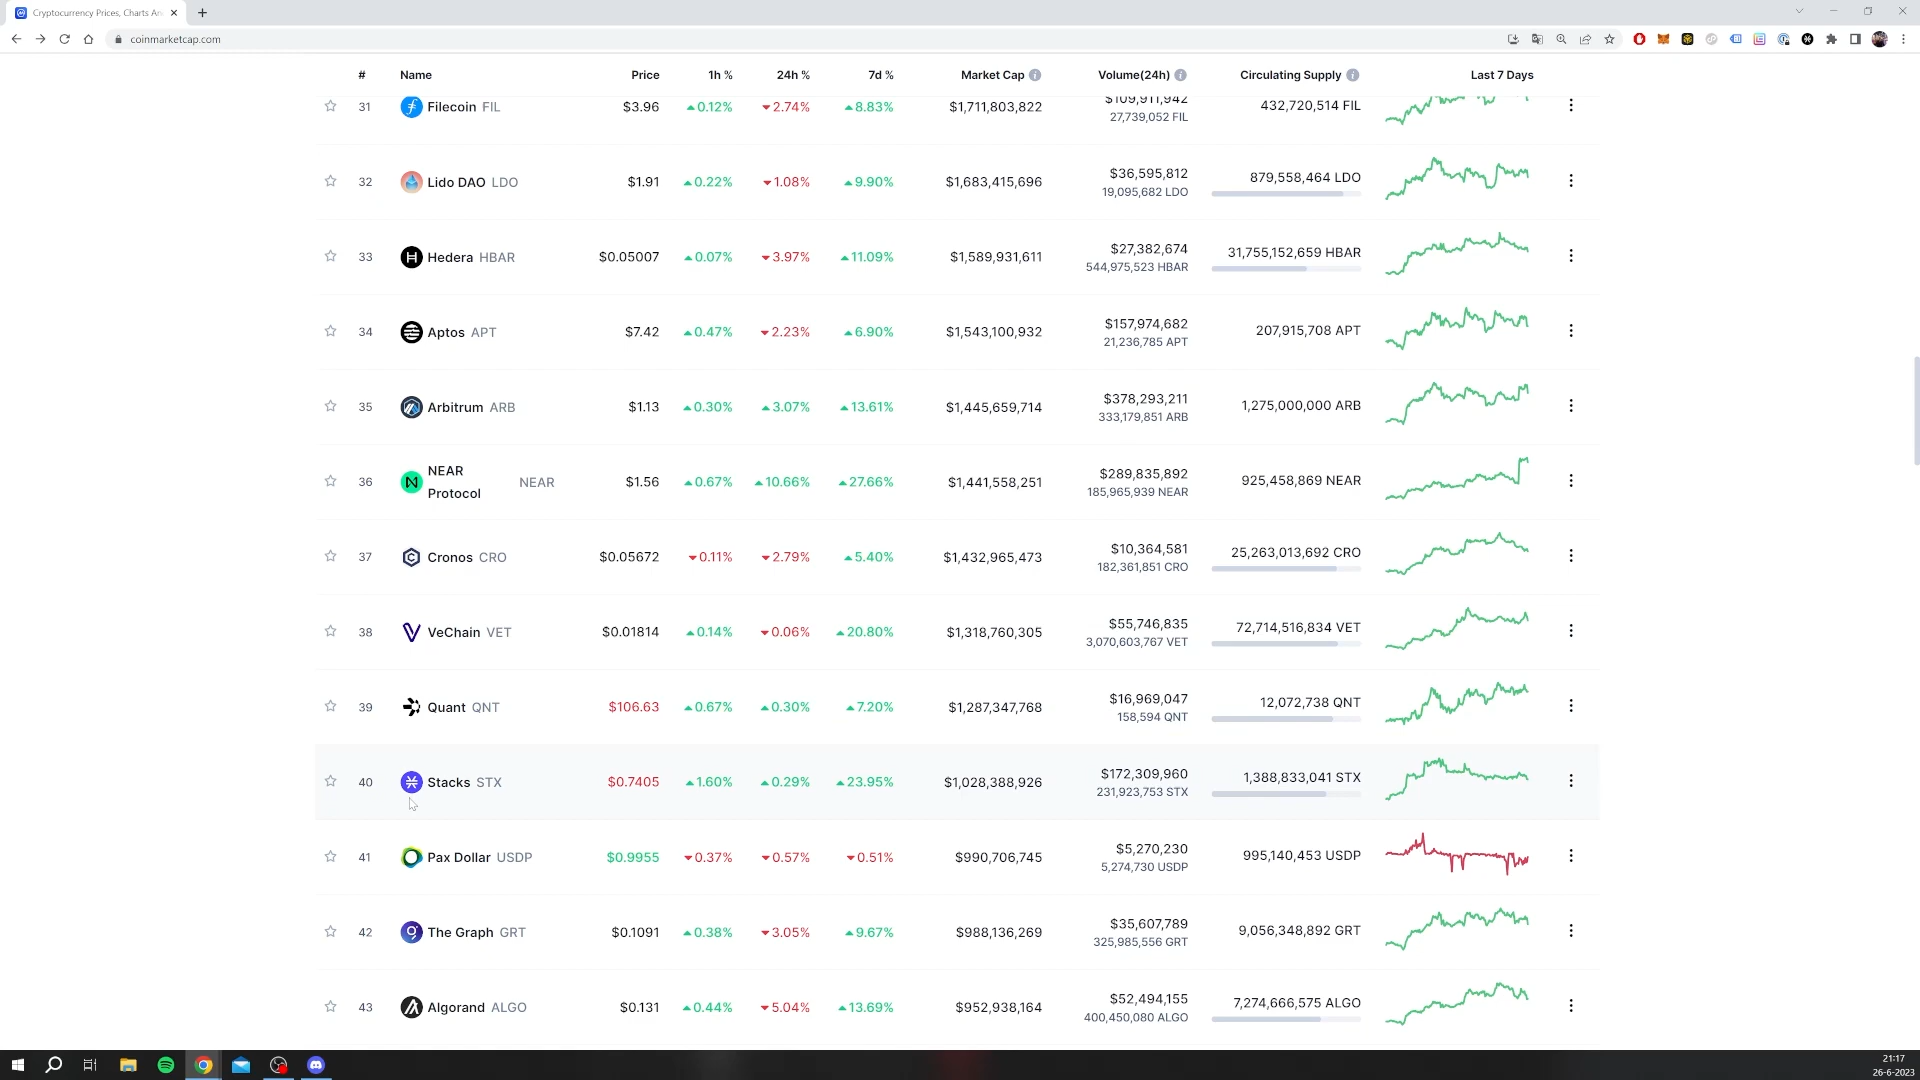 Cryptocurrency Prices, Charts An
coinmarketcap.com
# Name Price 1h % 24h % 7d % Market Cap Volume(24h) Circulating Supply Last 7 Days
31 Filecoin FIL $3.96 0.12% 2.74% 8.83% $1,711,803,822 $109,911,942 432,720,514 FIL
27,739,052 FIL
32 Lido DAO LDO $1.91 0.22% 1.08% 9.90% $1,683,415,696 $36,595,812 879,558,464 LDO
19,095,682 LDO
33 Hedera HBAR $0.05007 0.07% 3.97% 11.09% $1,589,931,611 $27,382,674 31,755,152,659 HBAR
544,975,523 HBAR
34 Aptos APT $7.42 0.47% 2.23% 6.90% $1,543,100,932 $157,974,682 207,915,708 APT
21,236,785 APT
35 Arbitrum ARB $1.13 0.30% 3.07% 13.61% $1,445,659,714 $378,293,211 1,275,000,000 ARB
333,179,851 ARB
36 NEAR Protocol NEAR $1.56 0.67% 10.66% 27.66% $1,441,558,251 $289,835,892 925,458,869 NEAR
185,965,939 NEAR
37 Cronos CRO $0.05672 0.11% 2.79% 5.40% $1,432,965,473 $10,364,581 25,263,013,692 CRO
182,361,851 CRO
38 VeChain VET $0.01814 0.14% 0.06% 20.80% $1,318,760,305 $55,746,835 72,714,516,834 VET
3,070,603,767 VET
39 Quant QNT $106.63 0.67% 0.30% 7.20% $1,287,347,768 $16,969,047 12,072,738 QNT
158,594 QNT
40 Stacks STX $0.7405 1.60% 0.29% 23.95% $1,028,388,926 $172,309,960 1,388,833,041 STX
231,923,753 STX
41 Pax Dollar USDP $0.9955 0.37% 0.57% 0.51% $990,706,745 $5,270,230 995,140,453 USDP
5,274,730 USDP
42 The Graph GRT $0.1091 0.38% 3.05% 9.67% $988,136,269 $35,607,789 9,056,348,892 GRT
325,985,556 GRT
43 Algorand ALGO $0.131 0.44% 5.04% 13.69% $952,938,164 $52,494,155 7,274,666,575 ALGO
400,450,080 ALGO
21:17
26-6-2023